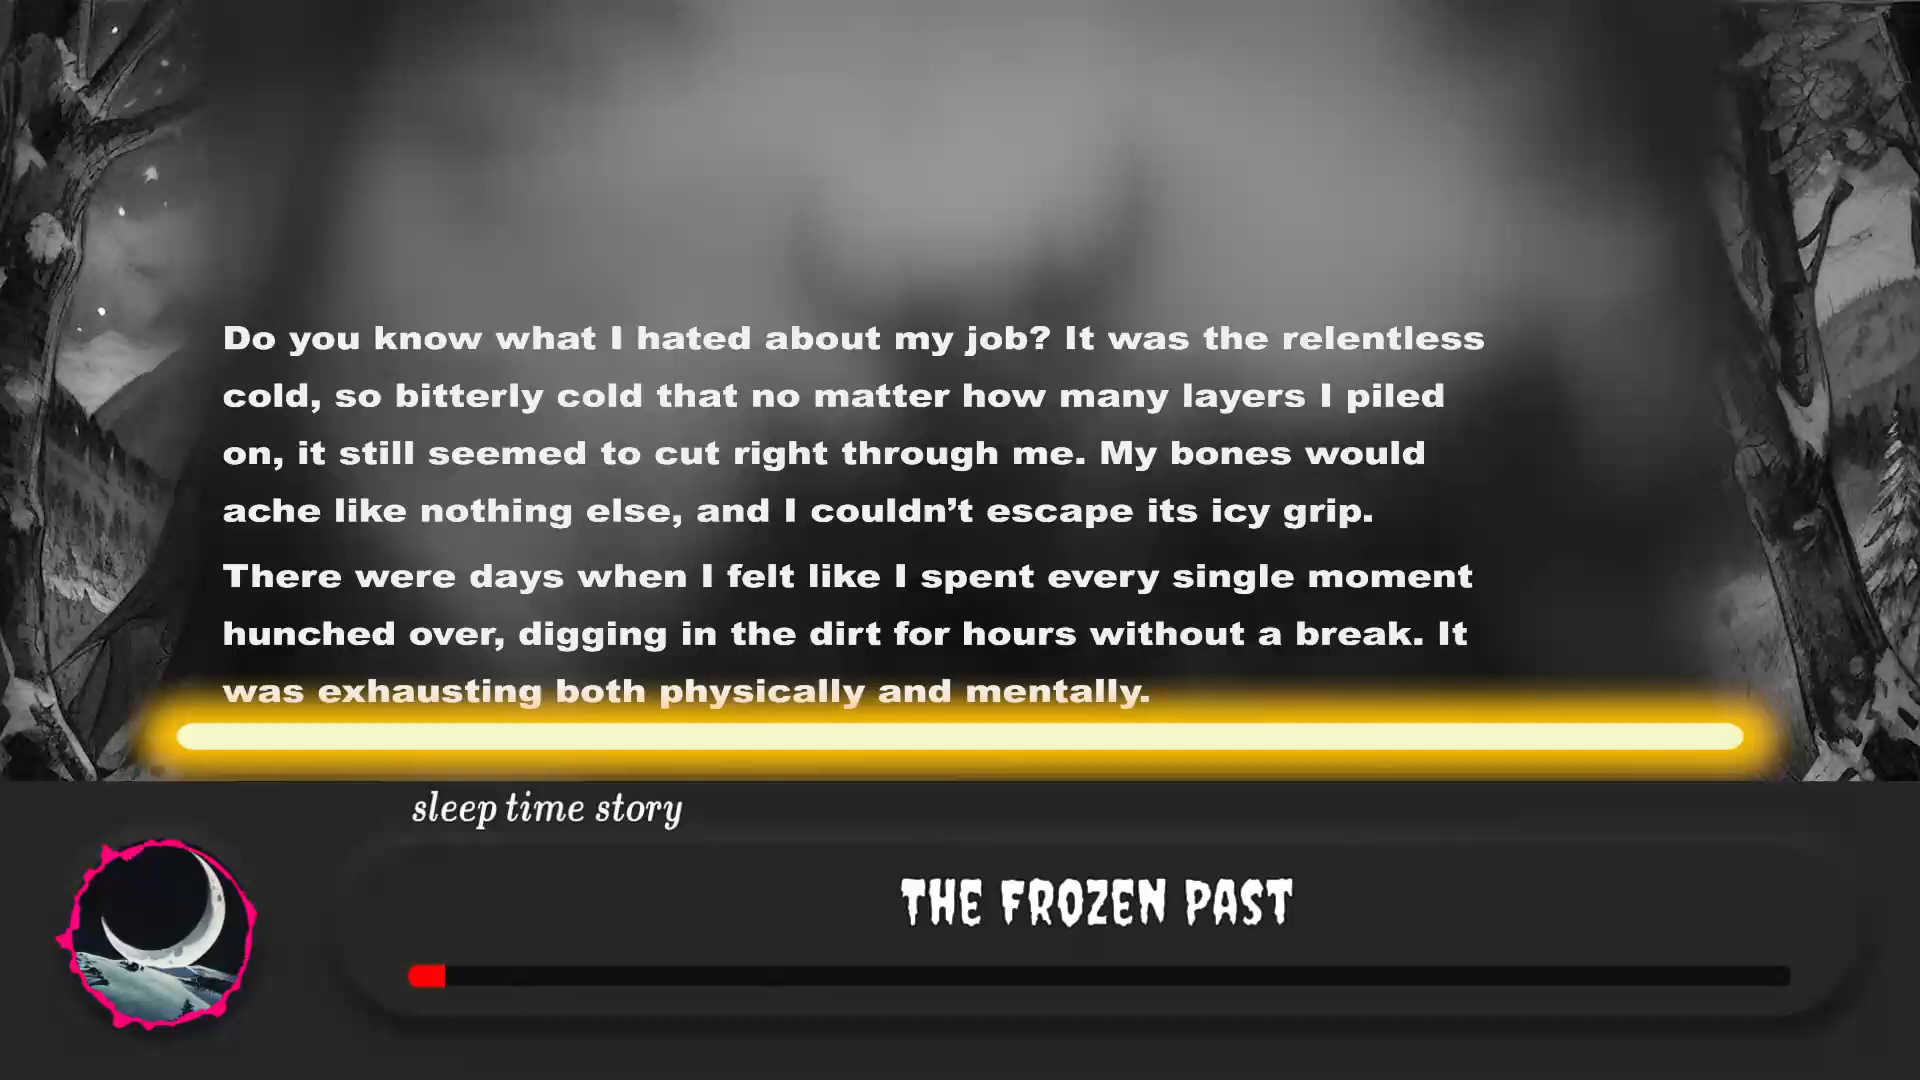 Do you know what I hated about my job? It was the relentless
cold, so bitterly cold that no matter how many layers I piled
on, it still seemed to cut right through me. My bones would
ache like nothing else, and I couldn’t escape its icy grip.
There were days when I felt like I spent every single moment
hunched over, digging in the dirt for hours without a break. It
was exhausting both physically and mentally.
sleep time story
THE FROZEN PAST